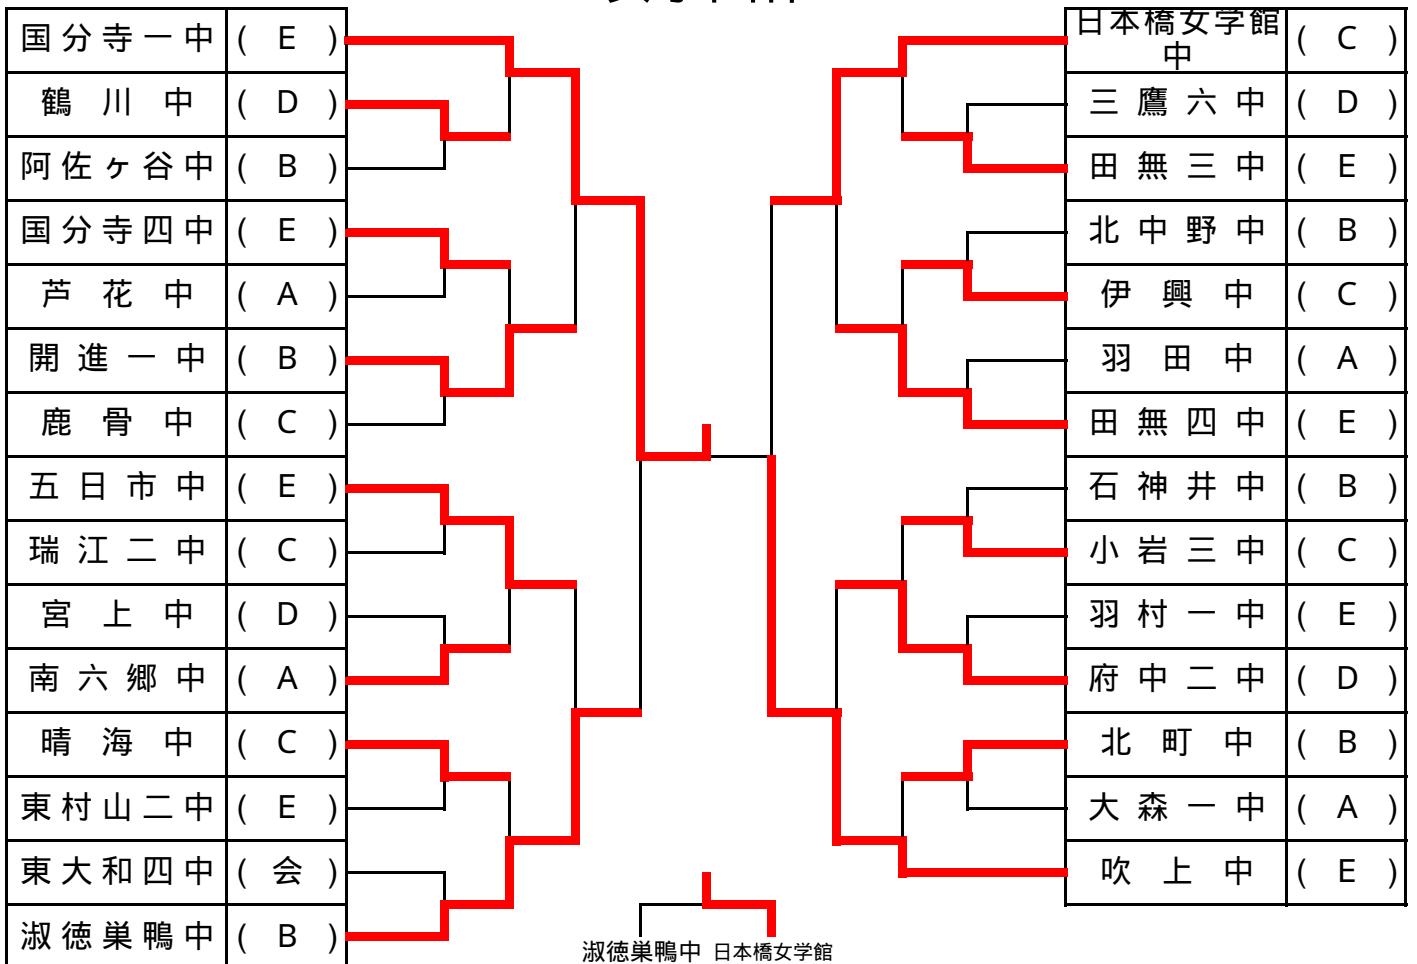 国分寺一中 ( E )
鶴川中 ( D )
阿佐ヶ谷中 ( B )
国分寺四中 ( E )
芦花中 ( A )
開進一中 ( B )
鹿骨中 ( C )
五日市中 ( E )
瑞江二中 ( C )
宮上中 ( D )
南六郷中 ( A )
晴海中 ( C )
東村山二中 ( E )
東大和四中 ( 会 )
淑徳巣鴨中 ( B )
日本橋女学館
中 ( C )
三鷹六中 ( D )
田無三中 ( E )
北中野中 ( B )
伊興中 ( C )
羽田中 ( A )
田無四中 ( E )
石神井中 ( B )
小岩三中 ( C )
羽村一中 ( E )
府中二中 ( D )
北町中 ( B )
大森一中 ( A )
吹上中 ( E )
淑徳巣鴨中 日本橋女学館